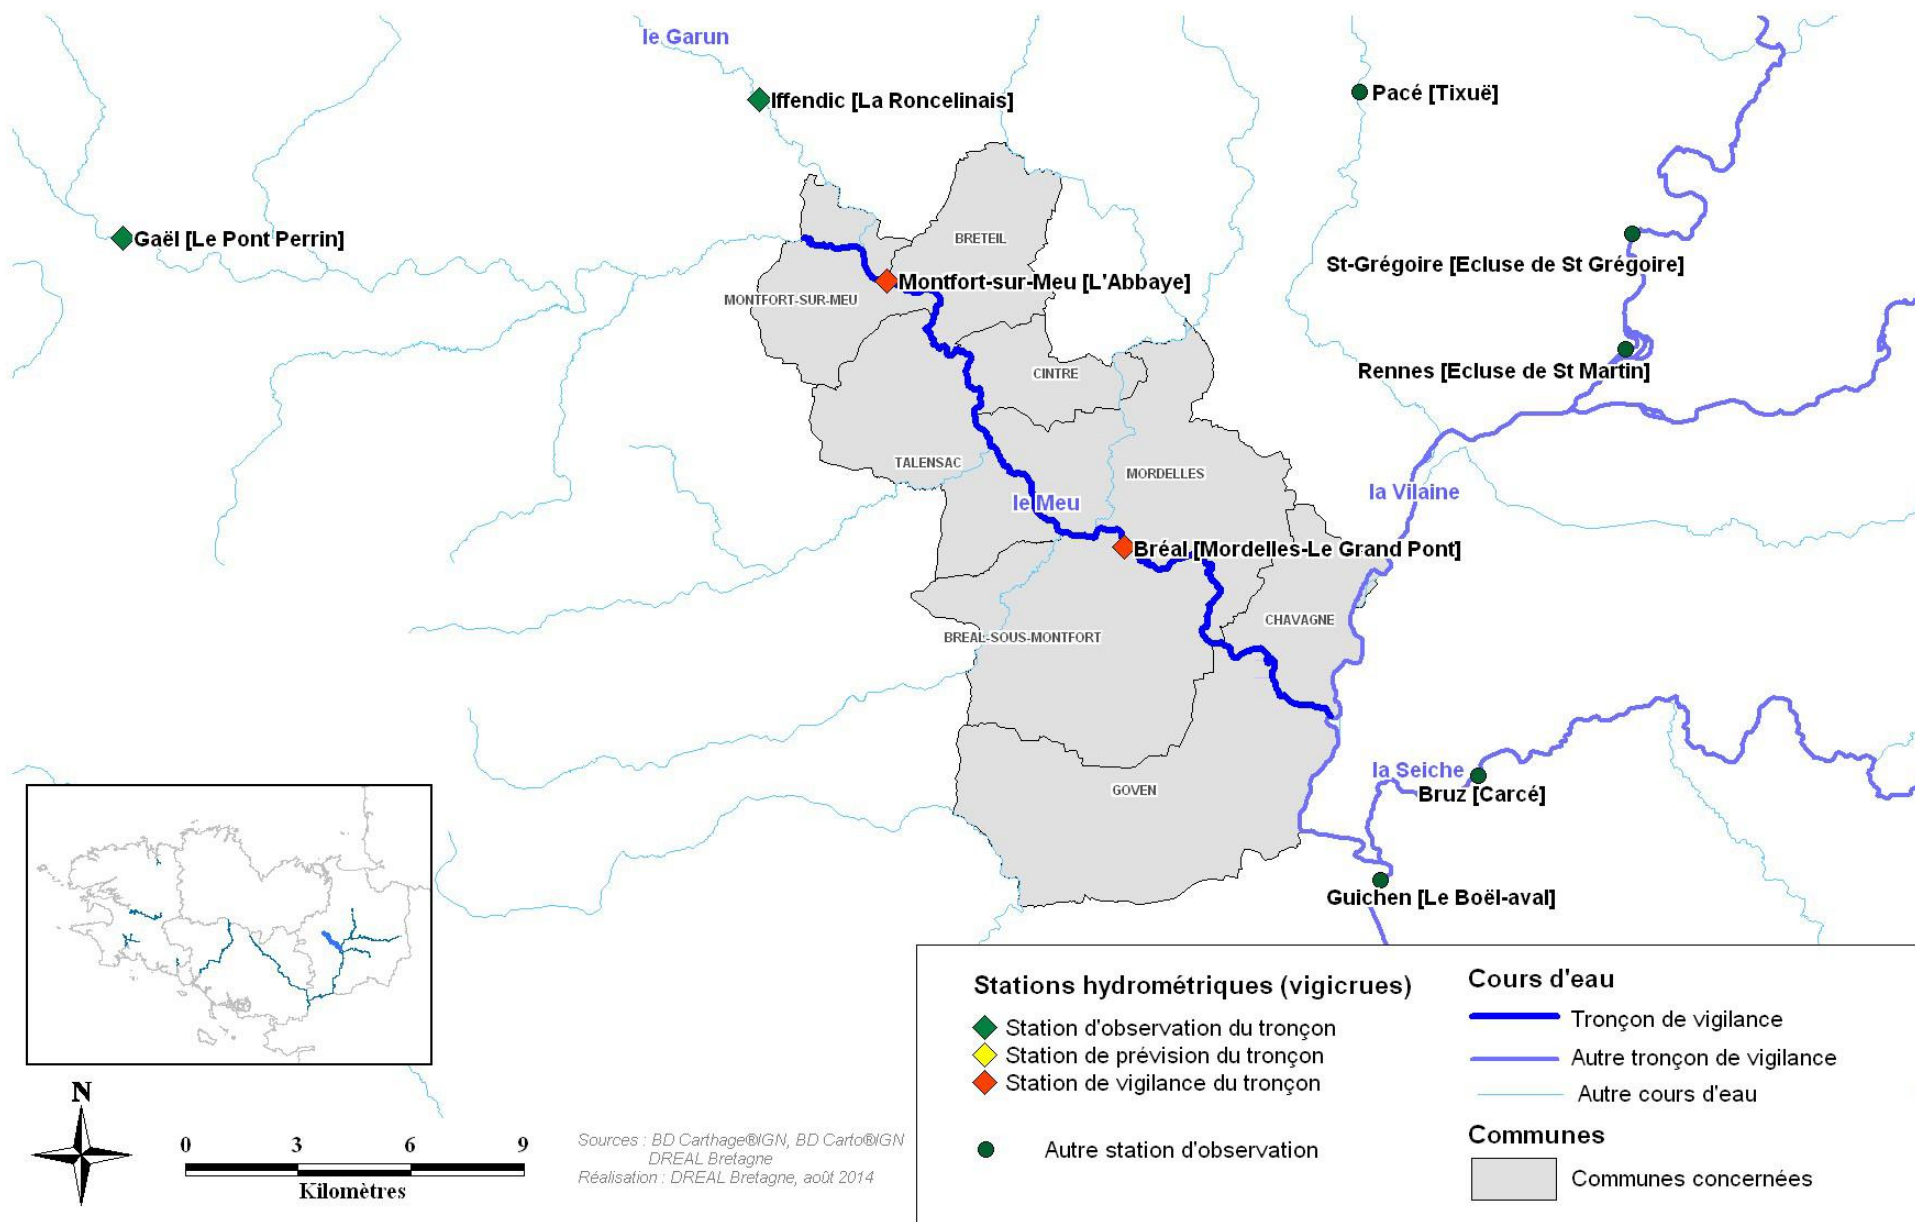 le Garun
Iffendic [La Roncelinais]
Pacé [Tixuë]
Gaël [Le Pont Perrin]
BRETEIL
St-Grégoire [Ecluse de St Grégoire]
Montfort-sur-Meu [L'Abbaye]
MONTFORT-SUR-MEU
Rennes [Ecluse de St Martin]
CINTRE
TALENSAC
MORDELLES
la Vilaine
le Meu
Bréal [Mordelles-Le Grand Pont]
CHAVAGNE
BREAL-SOUS-MONTFORT
la Seiche
GOVEN
Bruz [Carcé]
Guichen [Le Boël-aval]
Stations hydrométriques (vigicrues)
Station d'observation du tronçon
Station de prévision du tronçon
Station de vigilance du tronçon
Autre station d'observation
Cours d'eau
Tronçon de vigilance
Autre tronçon de vigilance
Autre cours d'eau
Communes
Communes concernées
N
0 3 6 9
Kilomètres
Sources : BD Carthage®IGN, BD Carto®IGN
DREAL Bretagne
Réalisation : DREAL Bretagne, août 2014